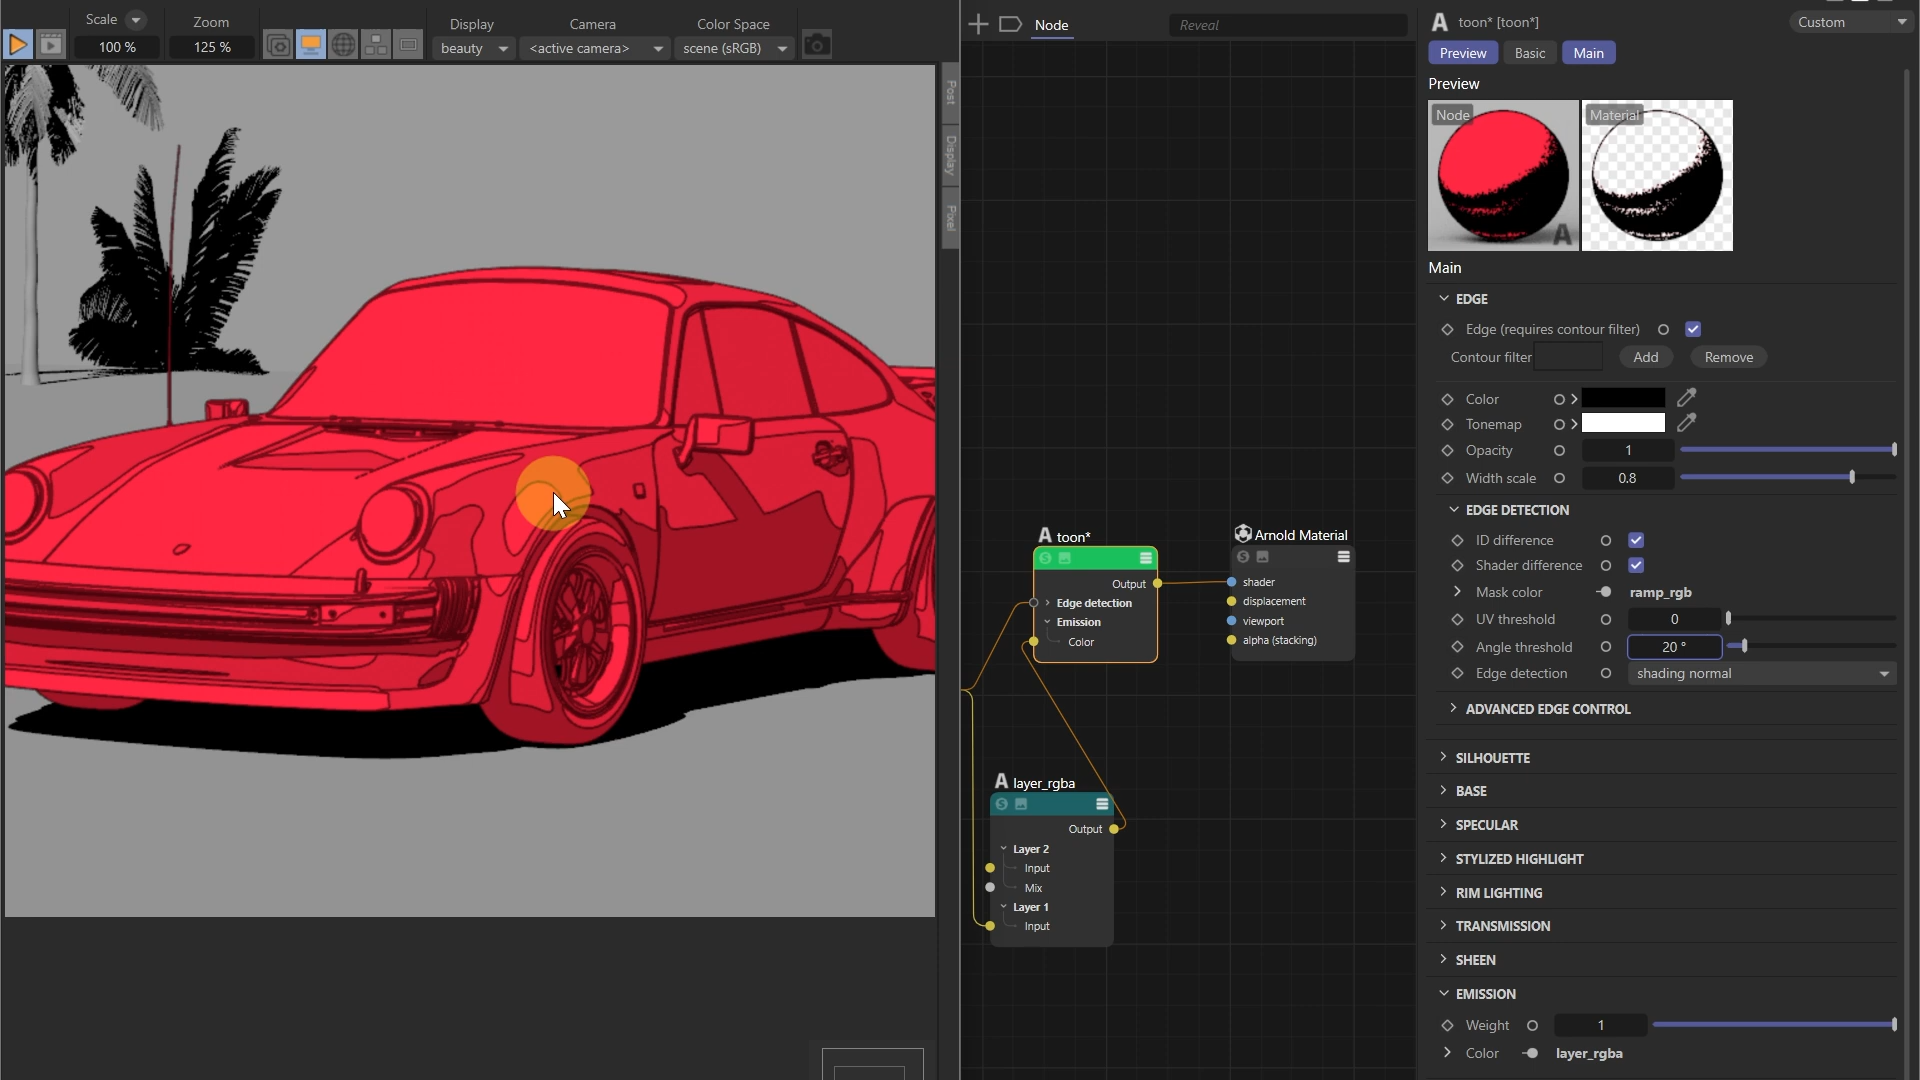 Scale
100 %
Zoom
125 %
Display
beauty
Camera
<active camera>
Color Space
scene (sRGB)
Post
Display
Pixel
Node
Reveal
toon*
Output
Edge detection
Emission
Color
Arnold Material
shader
displacement
viewport
alpha (stacking)
layer_rgba
Output
Layer 2
Input
Mix
Layer 1
Input
toon* [toon*]
Custom
Preview Basic Main
Preview
Node
Material
Main
EDGE
Edge (requires contour filter)
Contour filter Add Remove
Color
Tonemap
Opacity 1
Width scale 0.8
EDGE DETECTION
ID difference
Shader difference
Mask color ramp_rgb
UV threshold 0
Angle threshold 20 °
Edge detection shading normal
ADVANCED EDGE CONTROL
SILHOUETTE
BASE
SPECULAR
STYLIZED HIGHLIGHT
RIM LIGHTING
TRANSMISSION
SHEEN
EMISSION
Weight 1
Color layer_rgba